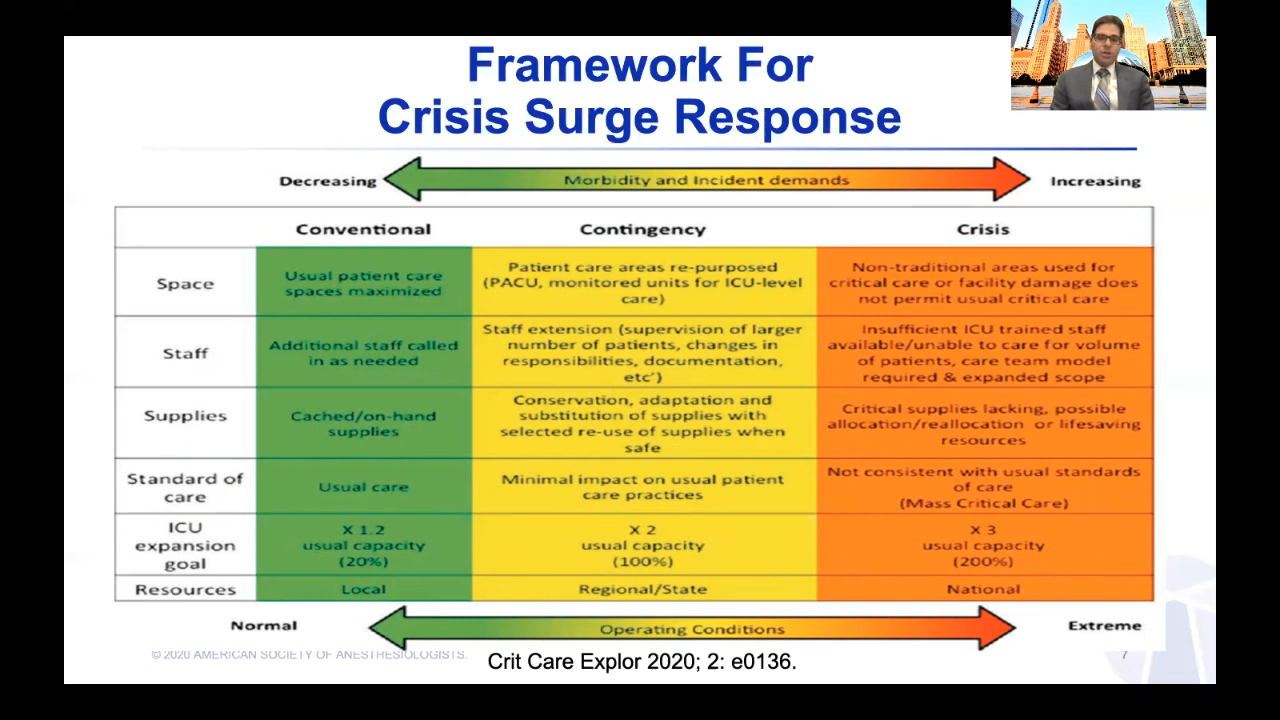 Framework For
Crisis Surge Response
Decreasing
Morbidity and Incident demands
Increasing
Conventional
Contingency
Crisis
Space
Usual patient care
spaces maximized
Patient care areas re-purposed
(PACU, monitored units for ICU-level
care)
Non-traditional areas used for
critical care or facility damage does
not permit usual critical care
Staff
Additional staff called
in as needed
Staff extension (supervision of larger
number of patients, changes in
responsibilities, documentation,
etc')
Insufficient ICU trained staff
available/unable to care for volume
of patients, care team model
required & expanded scope
Supplies
Cached/on-hand
supplies
Conservation, adaptation and
substitution of supplies with
selected re-use of supplies when
safe
Critical supplies lacking, possible
allocation/reallocation or lifesaving
resources
Standard of
care
Usual care
Minimal impact on usual patient
care practices
Not consistent with usual standards
of care
(Mass Critical Care)
ICU
expansion
goal
X 1.2
usual capacity
(20%)
X 2
usual capacity
(100%)
X 3
usual capacity
(200%)
Resources
Local
Regional/State
National
Normal
Operating Conditions
Extreme
© 2020 AMERICAN SOCIETY OF ANESTHESIOLOGISTS.
Crit Care Explor 2020; 2: e0136.
7